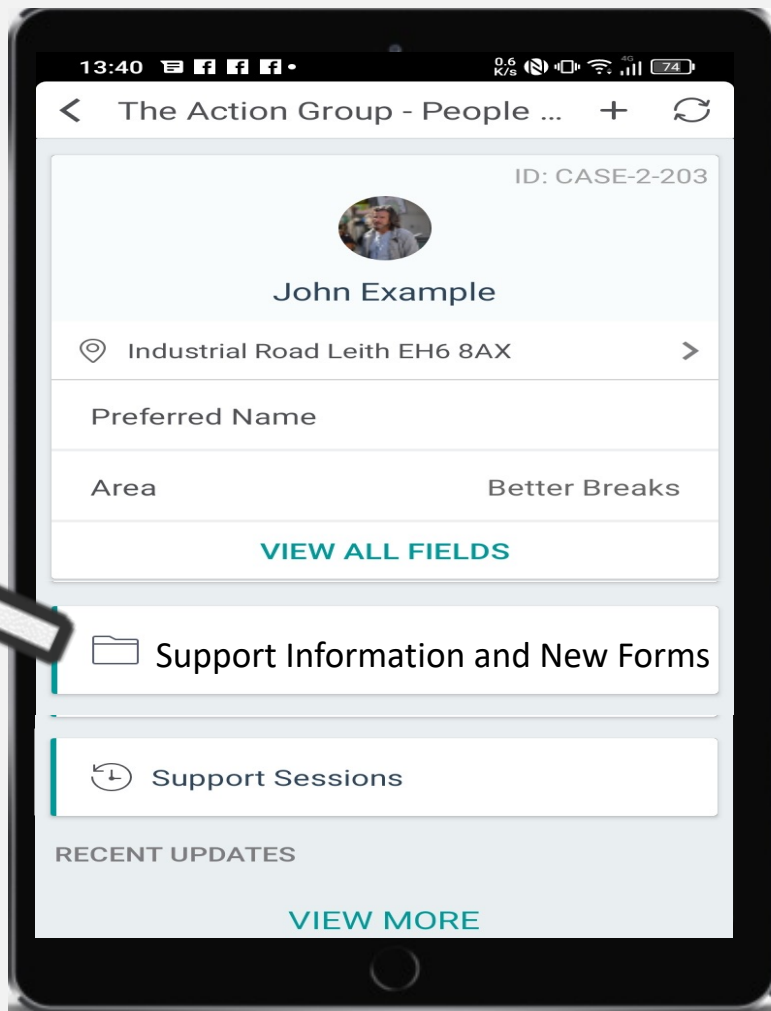 13:40 0.6 K/s 4G 74
The Action Group - People ...
ID: CASE-2-203
John Example
Industrial Road Leith EH6 8AX
Preferred Name
Area Better Breaks
VIEW ALL FIELDS
Support Information and New Forms
Support Sessions
RECENT UPDATES
VIEW MORE